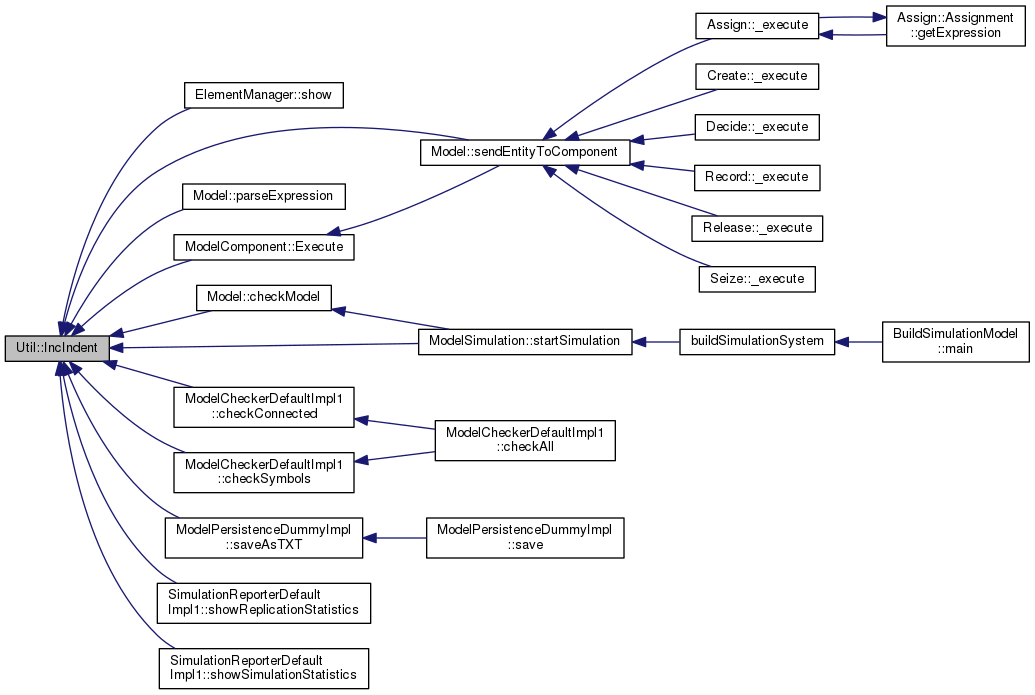 Util::IncIndent
ElementManager::show
Model::sendEntityToComponent
Assign::_execute
Assign::Assignment
::getExpression
Create::_execute
Decide::_execute
Record::_execute
Release::_execute
Seize::_execute
Model::parseExpression
ModelComponent::Execute
Model::checkModel
ModelSimulation::startSimulation
buildSimulationSystem
BuildSimulationModel
::main
ModelCheckerDefaultImpl1
::checkConnected
ModelCheckerDefaultImpl1
::checkAll
ModelCheckerDefaultImpl1
::checkSymbols
ModelPersistenceDummyImpl
::saveAsTXT
ModelPersistenceDummyImpl
::save
SimulationReporterDefault
Impl1::showReplicationStatistics
SimulationReporterDefault
Impl1::showSimulationStatistics